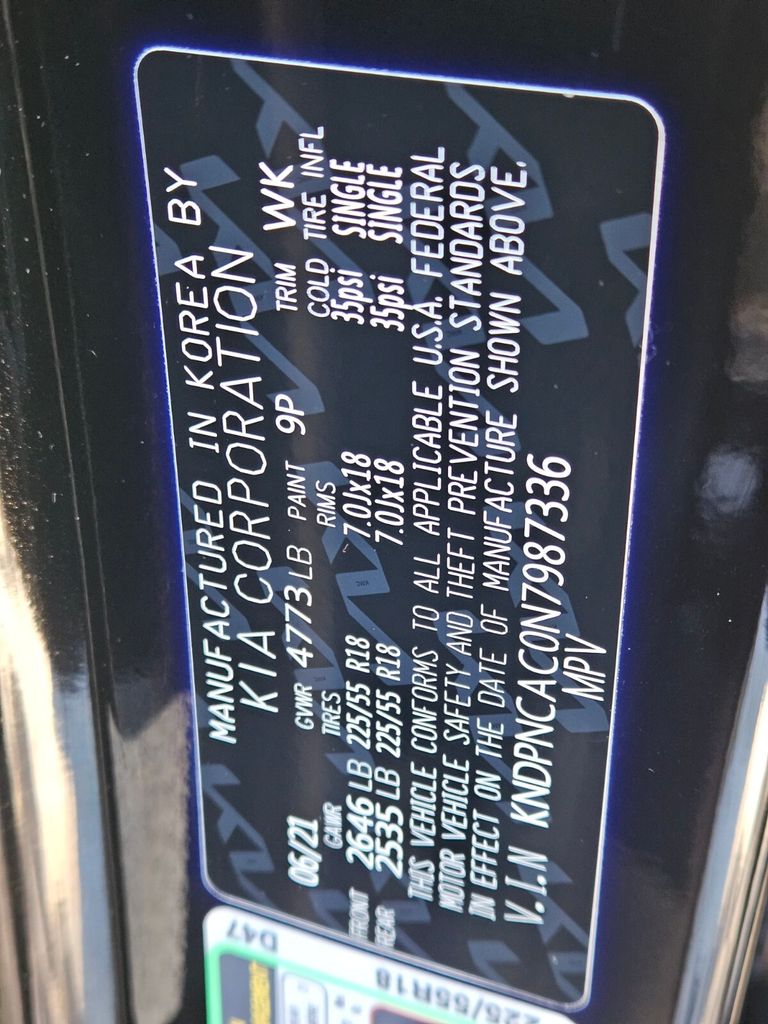 MANUFACTURED IN KOREA BY
KIA CORPORATION
06/21 GVWR 4773LB PAINT 9P TRIM WK
GAWR TIRES RIMS COLD TIRE INFL
FRONT 2646LB 225/55 R18 7.0Jx18 35psi SINGLE
REAR 2535LB 225/55 R18 7.0Jx18 35psi SINGLE
THIS VEHICLE CONFORMS TO ALL APPLICABLE U.S.A. FEDERAL
MOTOR VEHICLE SAFETY AND THEFT PREVENTION STANDARDS
IN EFFECT ON THE DATE OF MANUFACTURE SHOWN ABOVE.
V.I.N KNDPNCAC0N7987336
MPV
D47
225/55R18